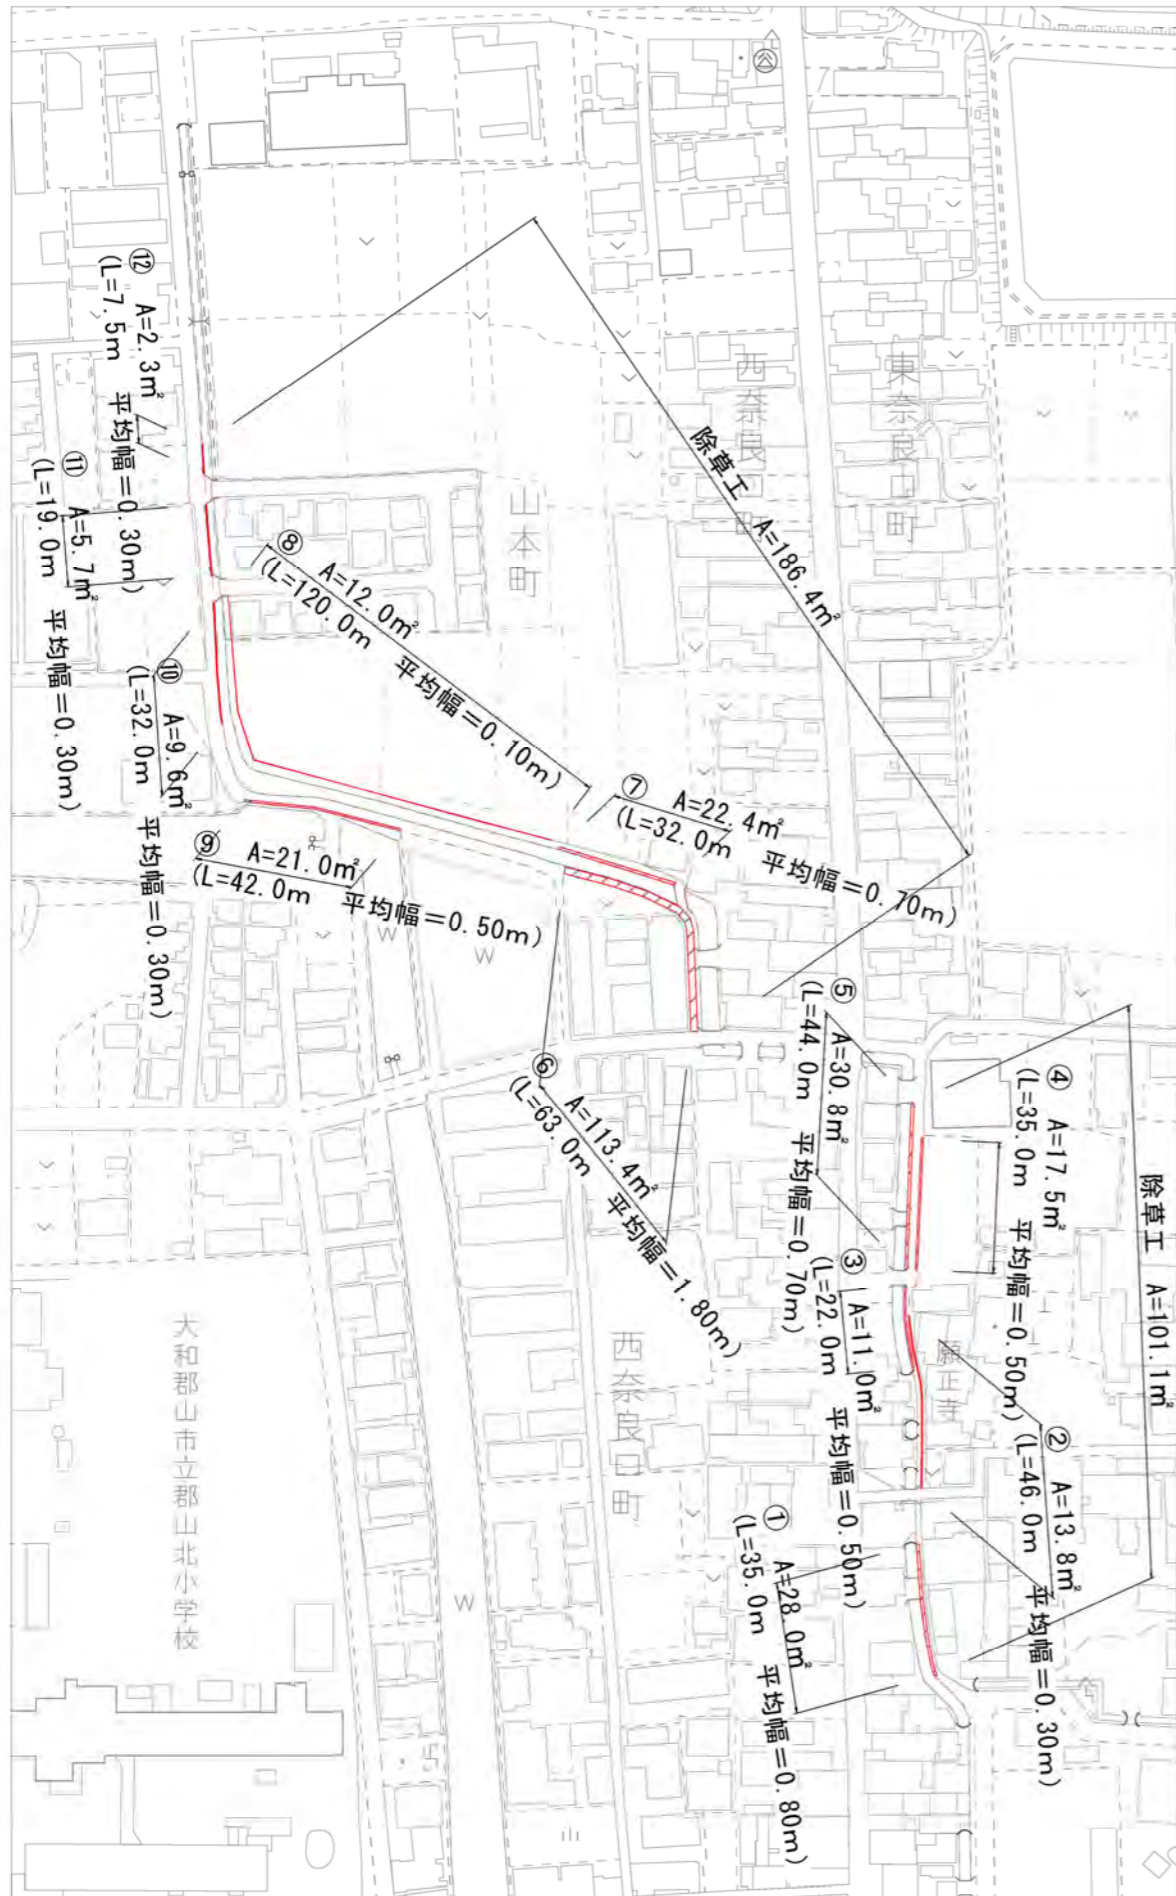 除草工　A=186.4㎡
除草工　A=101.1㎡
① A=28.0㎡
(L=35.0m　平均幅=0.80m)
② A=13.8㎡
(L=46.0m　平均幅=0.30m)
③ A=11.0㎡
(L=22.0m　平均幅=0.50m)
④ A=17.5㎡
(L=35.0m　平均幅=0.50m)
⑤ A=30.8㎡
(L=44.0m　平均幅=0.70m)
⑥ A=113.4㎡
(L=63.0m　平均幅=1.80m)
⑦ A=22.4㎡
(L=32.0m　平均幅=0.70m)
⑧ A=12.0㎡
(L=120.0m　平均幅=0.10m)
⑨ A=21.0㎡
(L=42.0m　平均幅=0.50m)
⑩ A=9.6㎡
(L=32.0m　平均幅=0.30m)
⑪ A=5.7㎡
(L=19.0m　平均幅=0.30m)
⑫ A=2.3㎡
(L=7.5m　平均幅=0.30m)
東奈良口町
西奈良口町
山本町
西奈良口町
願正寺
大和郡山市立郡山北小学校